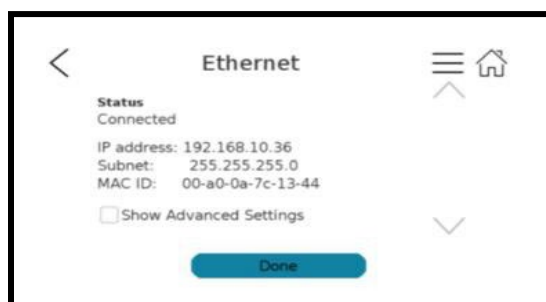 Ethernet
Status
Connected
IP address: 192.168.10.36
Subnet: 255.255.255.0
MAC ID: 00-a0-0a-7c-13-44
Show Advanced Settings
Done